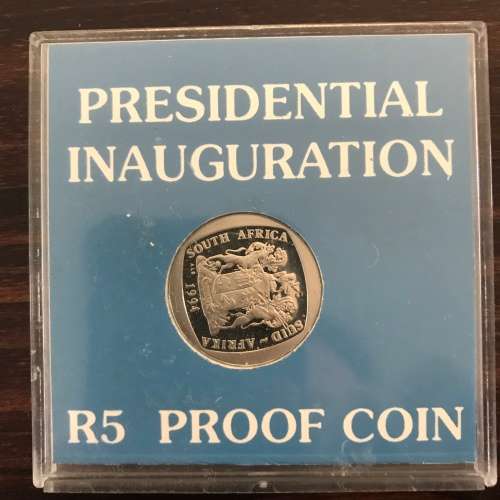 PRESIDENTIAL
INAUGURATION
SOUTH AFRICA
1994
SUID~AFRIKA
R5 PROOF COIN